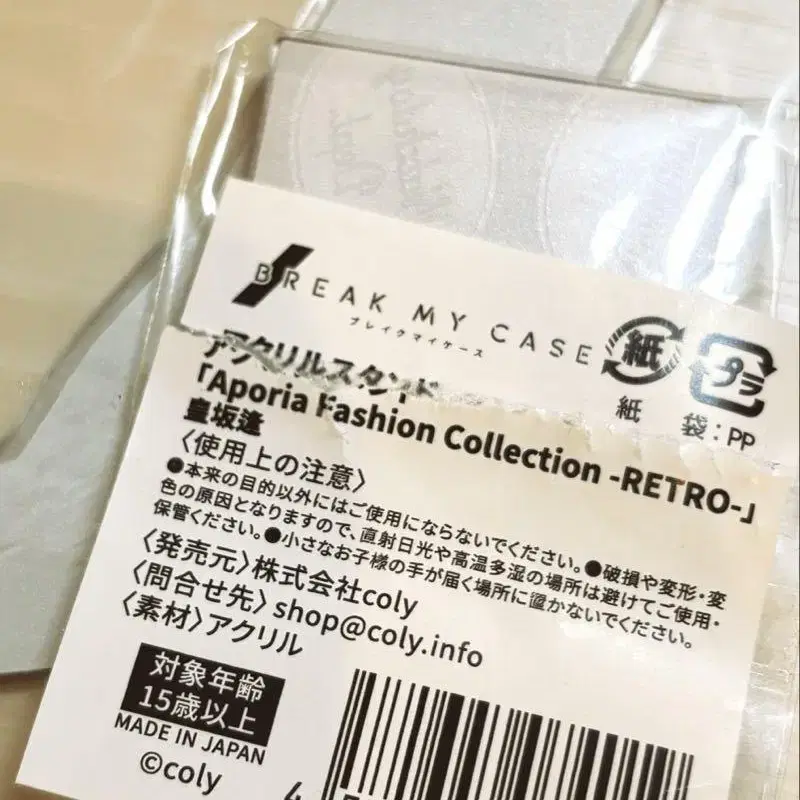 BREAK MY CASE
ブレイクマイケース
紙
紙
プラ
袋：PP
アクリルスタンド
「Aporia Fashion Collection -RETRO-」
皇坂逢
〈使用上の注意〉
●本来の目的以外にはご使用にならないでください。●破損や変形・変
色の原因となりますので、直射日光や高温多湿の場所は避けてご使用・
保管ください。●小さなお子様の手が届く場所に置かないでください。
〈発売元〉株式会社coly
〈問合せ先〉shop@coly.info
〈素材〉アクリル
対象年齢
15歳以上
MADE IN JAPAN
©coly